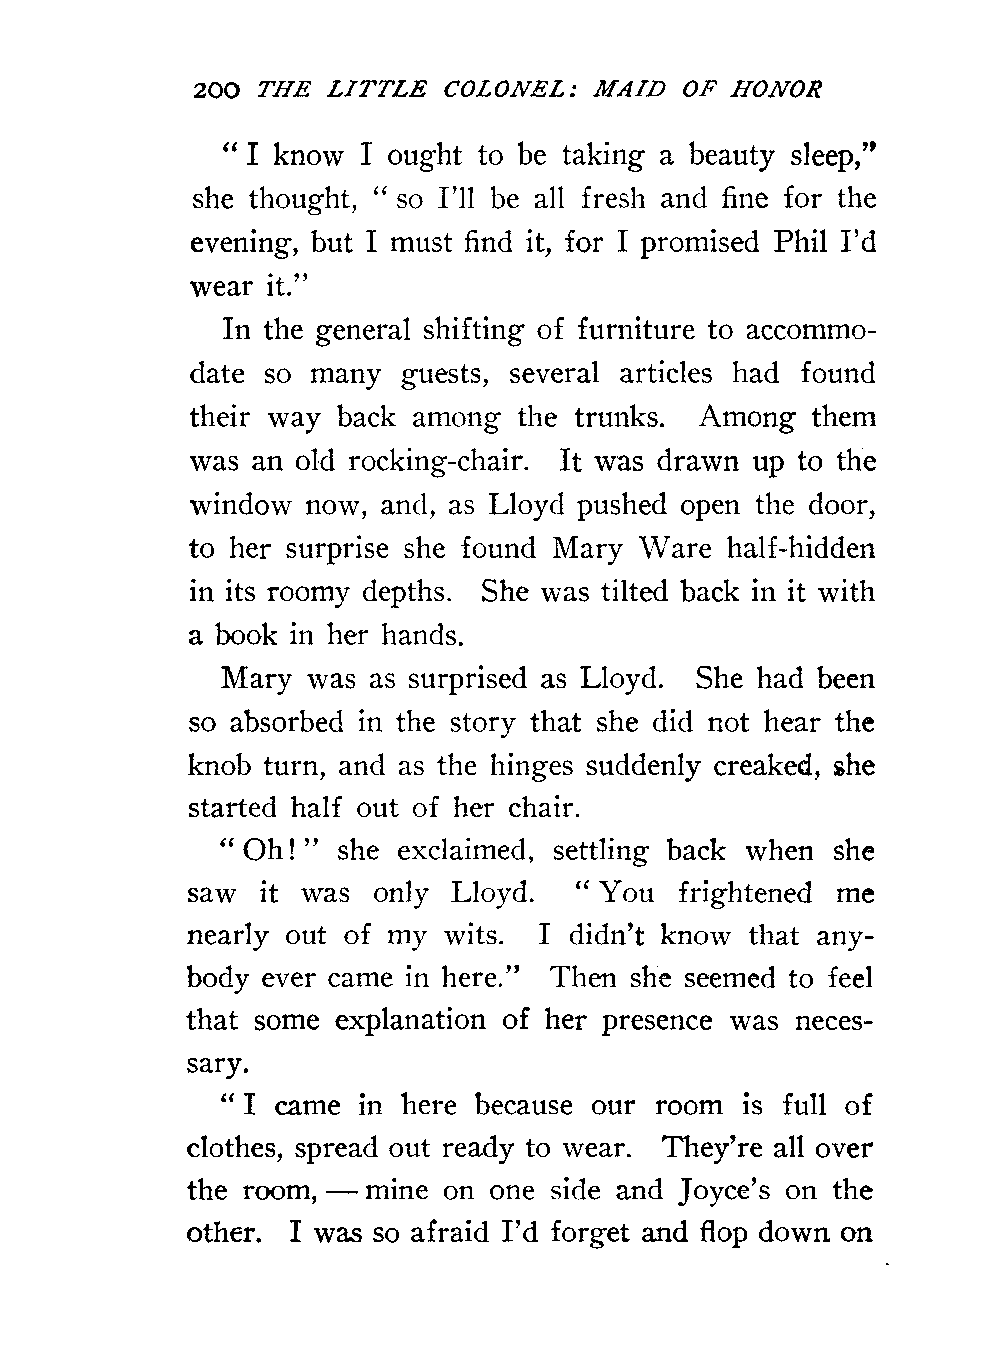 200 THE LITTLE COLONEL: MAID OF HONOR
“ I know I ought to be taking a beauty sleep,”
she thought, “ so I’ll be all fresh and fine for the
evening, but I must find it, for I promised Phil I’d
wear it.”
In the general shifting of furniture to accommo-
date so many guests, several articles had found
their way back among the trunks. Among them
was an old rocking-chair. It was drawn up to the
window now, and, as Lloyd pushed open the door,
to her surprise she found Mary Ware half-hidden
in its roomy depths. She was tilted back in it with
a book in her hands.
Mary was as surprised as Lloyd. She had been
so absorbed in the story that she did not hear the
knob turn, and as the hinges suddenly creaked, she
started half out of her chair.
“ Oh! ” she exclaimed, settling back when she
saw it was only Lloyd. “ You frightened me
nearly out of my wits. I didn’t know that any-
body ever came in here.” Then she seemed to feel
that some explanation of her presence was neces-
sary.
“ I came in here because our room is full of
clothes, spread out ready to wear. They’re all over
the room, — mine on one side and Joyce’s on the
other. I was so afraid I’d forget and flop down on